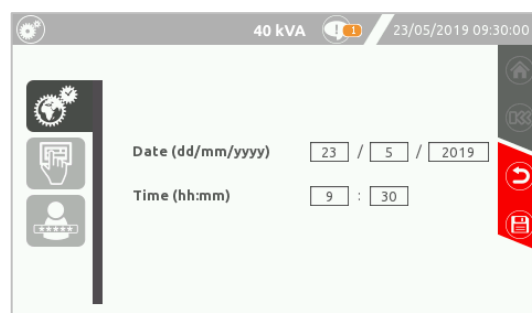 40 kVA 1 23/05/2019 09:30:00
Date (dd/mm/yyyy) 23 / 5 / 2019
Time (hh:mm) 9 : 30